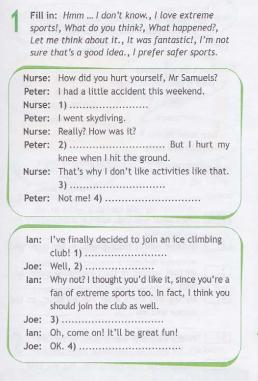 1 Fill in: Hmm ... I don't know., I love extreme
sports!, What do you think?, What happened?,
Let me think about it., It was fantastic!, I'm not
sure that's a good idea., I prefer safer sports.
Nurse: How did you hurt yourself, Mr Samuels?
Peter: I had a little accident this weekend.
Nurse: 1) ............................
Peter: I went skydiving.
Nurse: Really? How was it?
Peter: 2) ............................ But I hurt my
knee when I hit the ground.
Nurse: That's why I don't like activities like that.
3) ............................
Peter: Not me! 4) ............................
Ian: I've finally decided to join an ice climbing
club! 1) ............................
Joe: Well, 2) ............................
Ian: Why not? I thought you'd like it, since you're a
fan of extreme sports too. In fact, I think you
should join the club as well.
Joe: 3) ............................
Ian: Oh, come on! It'll be great fun!
Joe: OK. 4) ............................